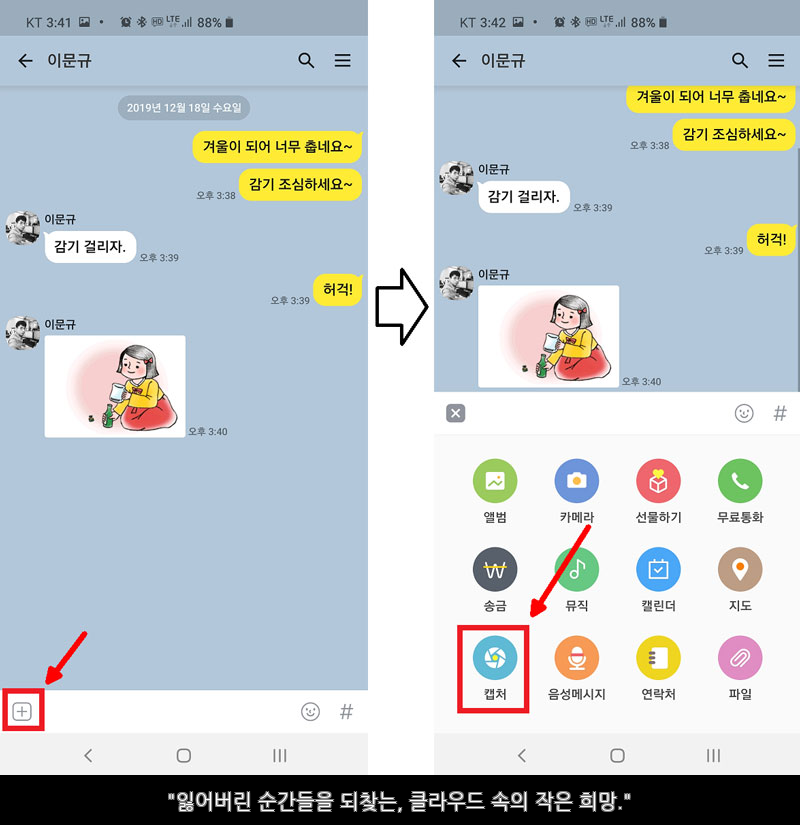 KT 3:41 LTE 88%
이문규
2019년 12월 18일 수요일
겨울이 되어 너무 춥네요~
감기 조심하세요~
오후 3:38
이문규
감기 걸리자.
오후 3:39
허걱!
오후 3:39
이문규
오후 3:40
#
KT 3:42 LTE 88%
이문규
겨울이 되어 너무 춥네요~
감기 조심하세요~
오후 3:38
이문규
감기 걸리자.
오후 3:39
허걱!
오후 3:39
이문규
오후 3:40
#
앨범 카메라 선물하기 무료통화
송금 뮤직 캘린더 지도
캡처 음성메시지 연락처 파일
"잃어버린 순간들을 되찾는, 클라우드 속의 작은 희망."